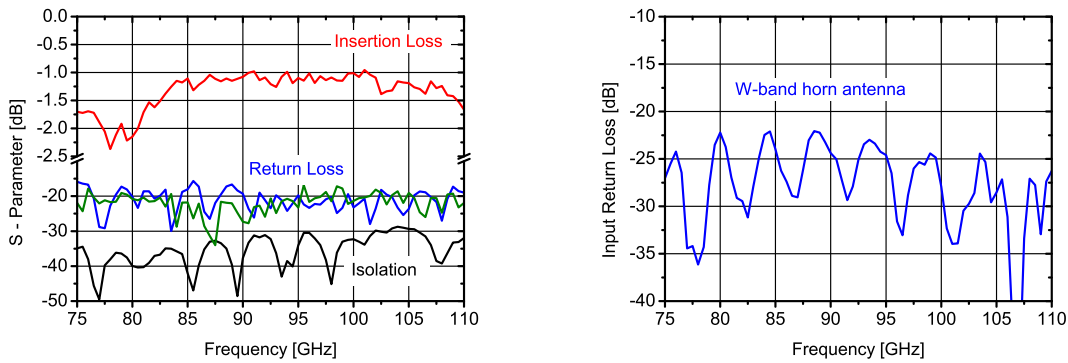 S - Parameter [dB]
0.0
-0.5
-1.0
-1.5
-2.0
-2.5
-20
-30
-40
-50
Insertion Loss
Return Loss
Isolation
75 80 85 90 95 100 105 110
Frequency [GHz]
Input Return Loss [dB]
-10
-15
-20
-25
-30
-35
-40
W-band horn antenna
75 80 85 90 95 100 105 110
Frequency [GHz]